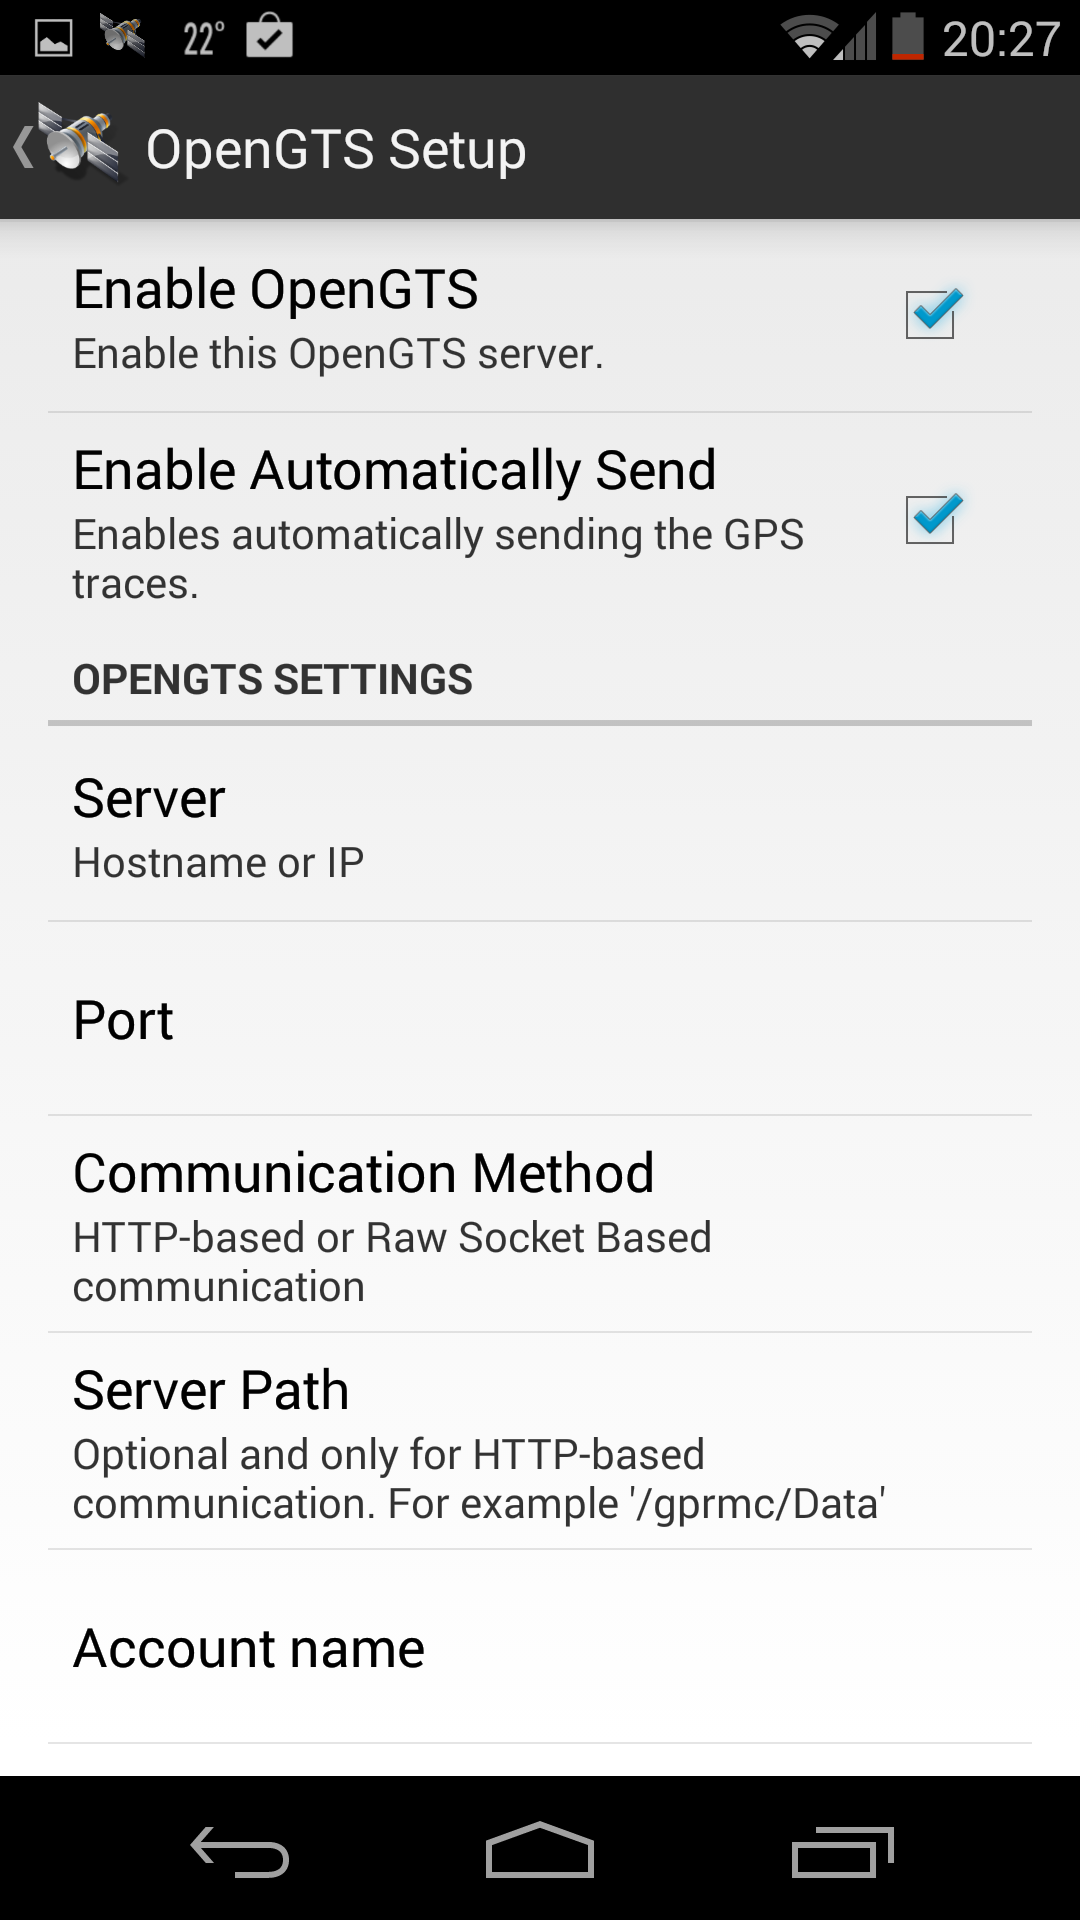 22° 20:27
OpenGTS Setup
Enable OpenGTS
Enable this OpenGTS server.
Enable Automatically Send
Enables automatically sending the GPS
traces.
OPENGTS SETTINGS
Server
Hostname or IP
Port
Communication Method
HTTP-based or Raw Socket Based
communication
Server Path
Optional and only for HTTP-based
communication. For example '/gprmc/Data'
Account name